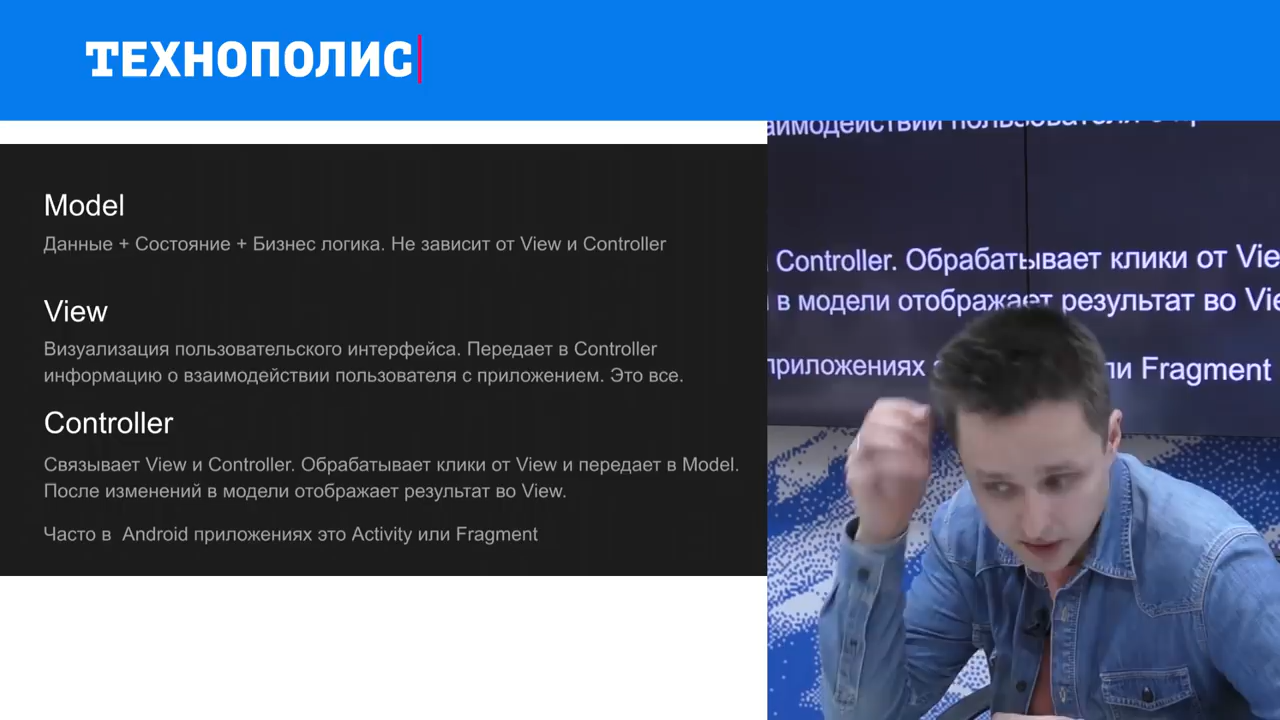 ТЕХНОПОЛИС
Model
Данные + Состояние + Бизнес логика. Не зависит от View и Controller
View
Визуализация пользовательского интерфейса. Передает в Controller
информацию о взаимодействии пользователя с приложением. Это все.
Controller
Связывает View и Controller. Обрабатывает клики от View и передает в Model.
После изменений в модели отображает результат во View.
Часто в Android приложениях это Activity или Fragment
Controller. Обрабатывает клики от Vie
в модели отображает результат во Vie
приложениях
ли Fragment